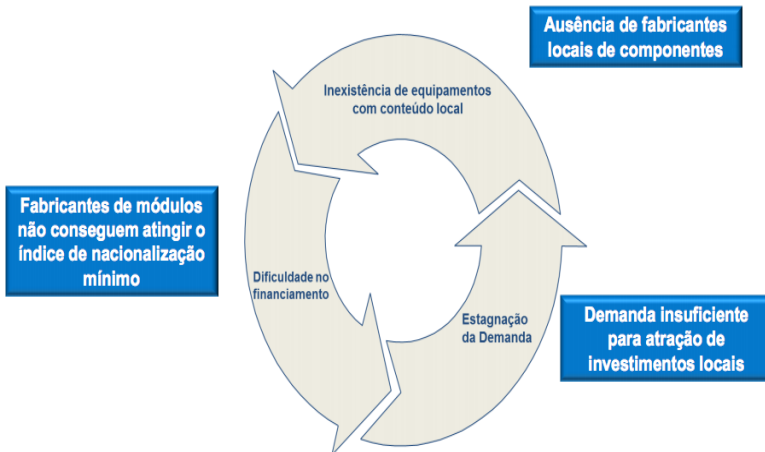 Ausência de fabricantes
locais de componentes
Inexistência de equipamentos
com conteúdo local
Fabricantes de módulos
não conseguem atingir o
índice de nacionalização
mínimo
Dificuldade no
financiamento
Estagnação
da Demanda
Demanda insuficiente
para atração de
investimentos locais